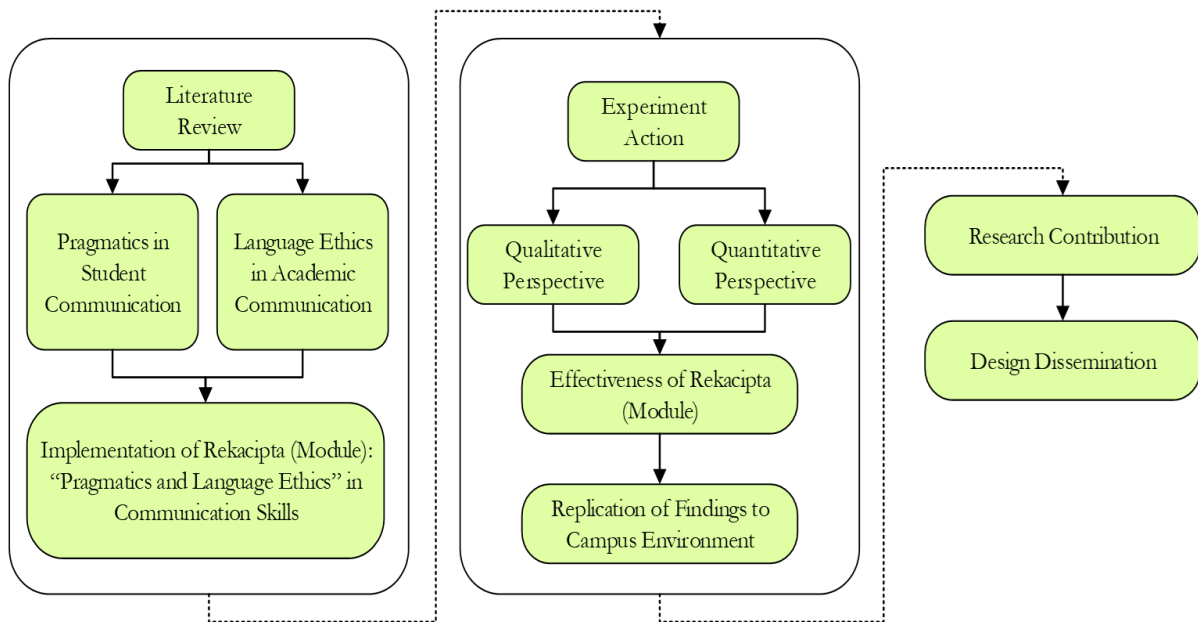 Literature
Review
Pragmatics in
Student
Communication
Language Ethics
in Academic
Communication
Implementation of Rekacipta (Module):
“Pragmatics and Language Ethics” in
Communication Skills
Experiment
Action
Qualitative
Perspective
Quantitative
Perspective
Effectiveness of Rekacipta
(Module)
Replication of Findings to
Campus Environment
Research Contribution
Design Dissemination